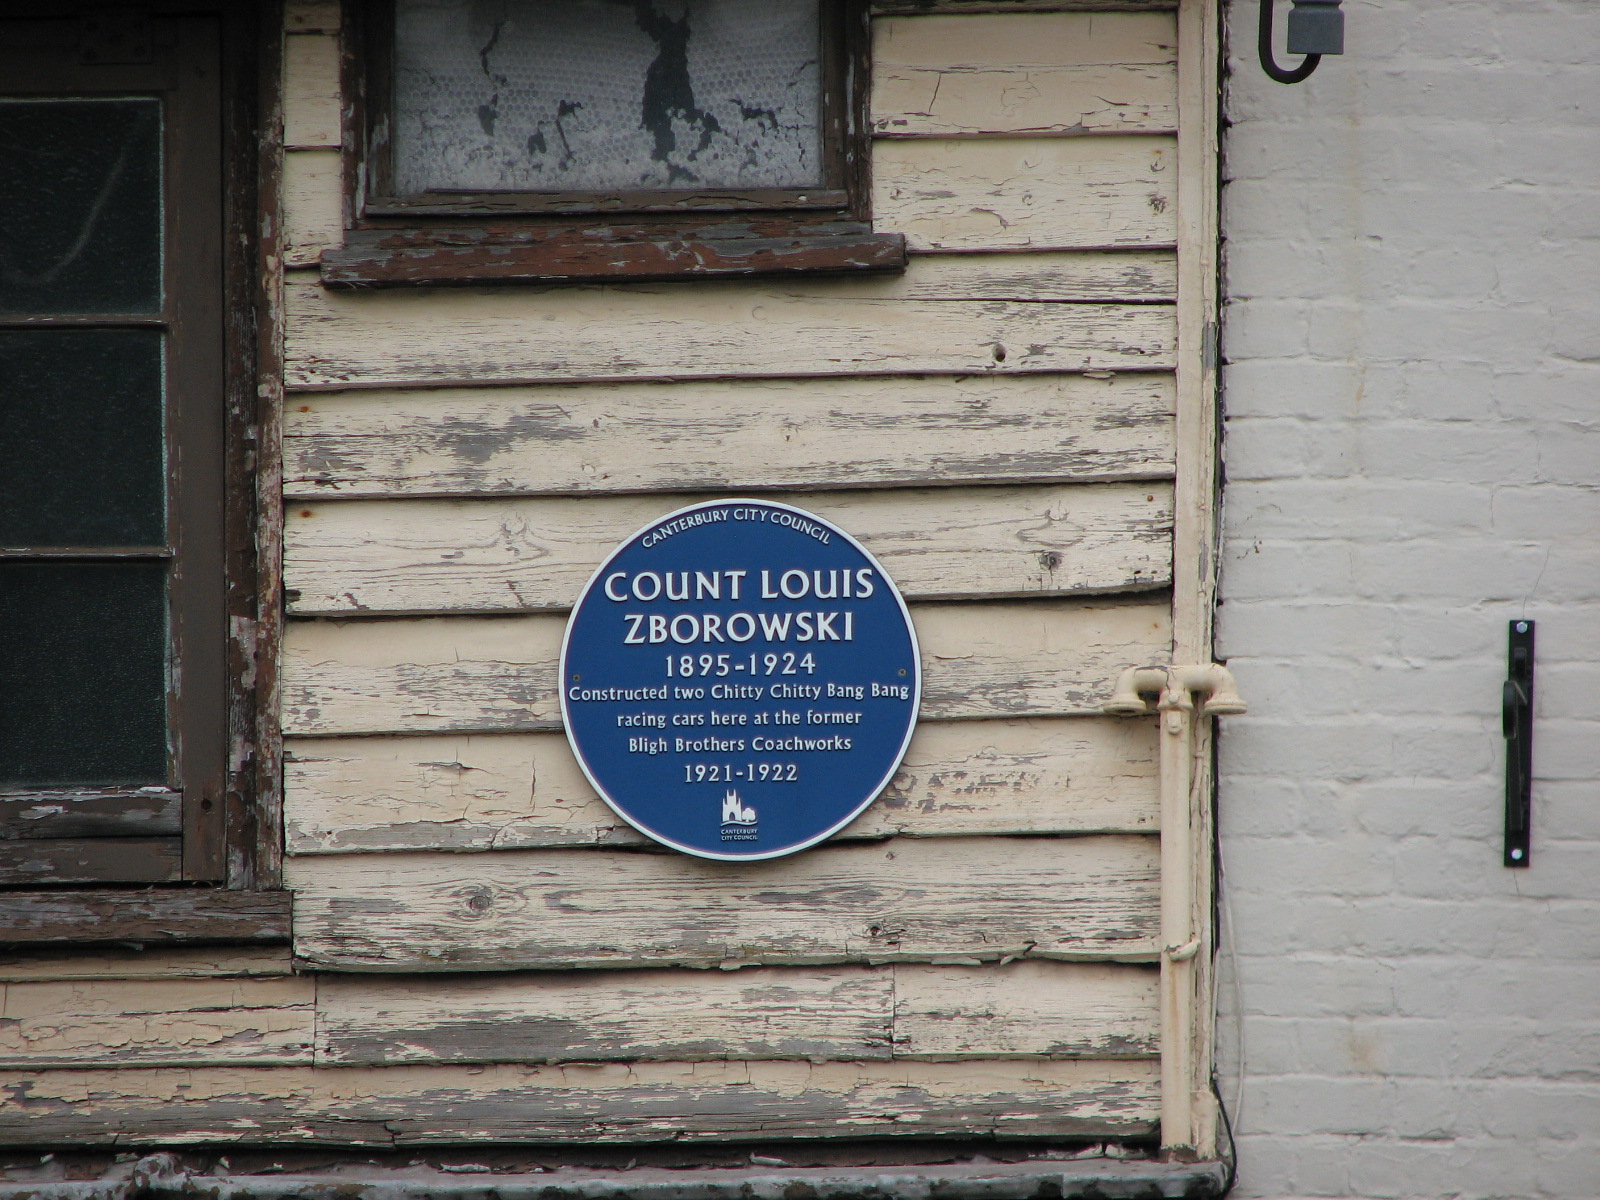 CANTERBURY CITY COUNCIL
COUNT LOUIS
ZBOROWSKI
1895-1924
Constructed two Chitty Chitty Bang Bang
racing cars here at the former
Bligh Brothers Coachworks
1921-1922
CANTERBURY
CITY COUNCIL